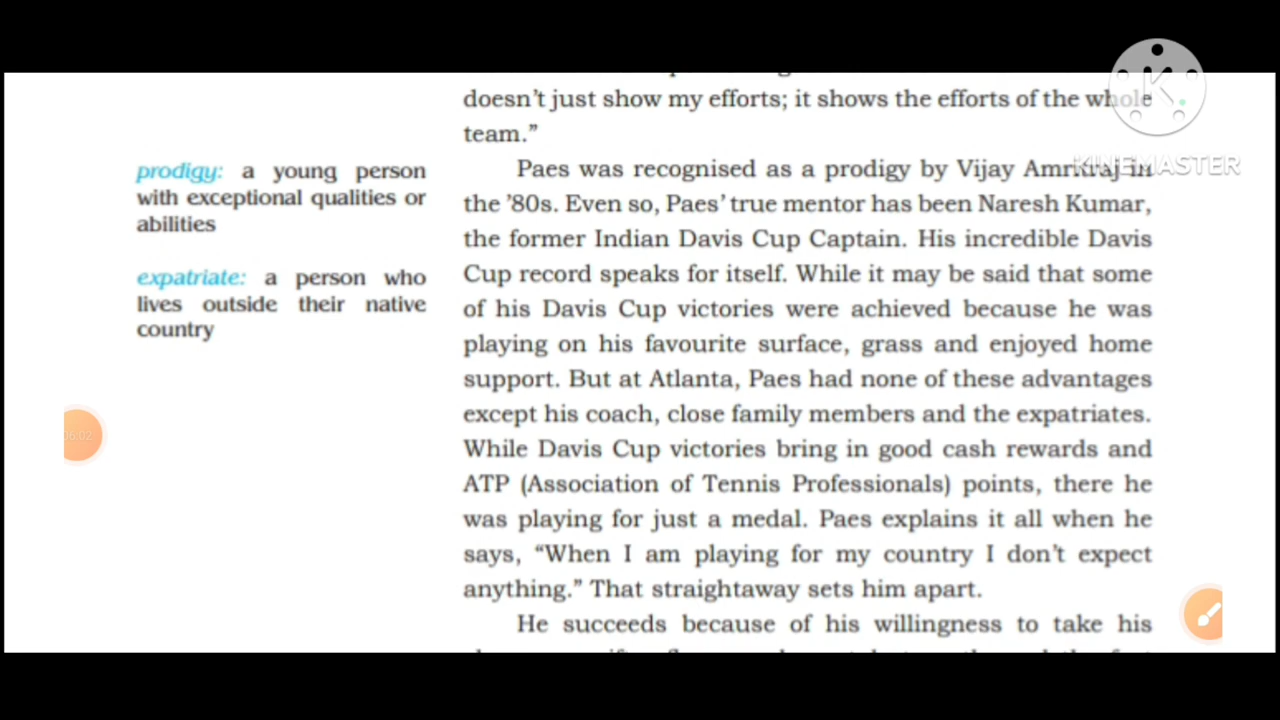 doesn't just show my efforts; it shows the efforts of the whole
team.”
prodigy: a young person
with exceptional qualities or
abilities
expatriate: a person who
lives outside their native
country
Paes was recognised as a prodigy by Vijay Amrkraj in
the ’80s. Even so, Paes’ true mentor has been Naresh Kumar,
the former Indian Davis Cup Captain. His incredible Davis
Cup record speaks for itself. While it may be said that some
of his Davis Cup victories were achieved because he was
playing on his favourite surface, grass and enjoyed home
support. But at Atlanta, Paes had none of these advantages
except his coach, close family members and the expatriates.
While Davis Cup victories bring in good cash rewards and
ATP (Association of Tennis Professionals) points, there he
was playing for just a medal. Paes explains it all when he
says, “When I am playing for my country I don’t expect
anything.” That straightaway sets him apart.
He succeeds because of his willingness to take his
KINEMASTER
06:02